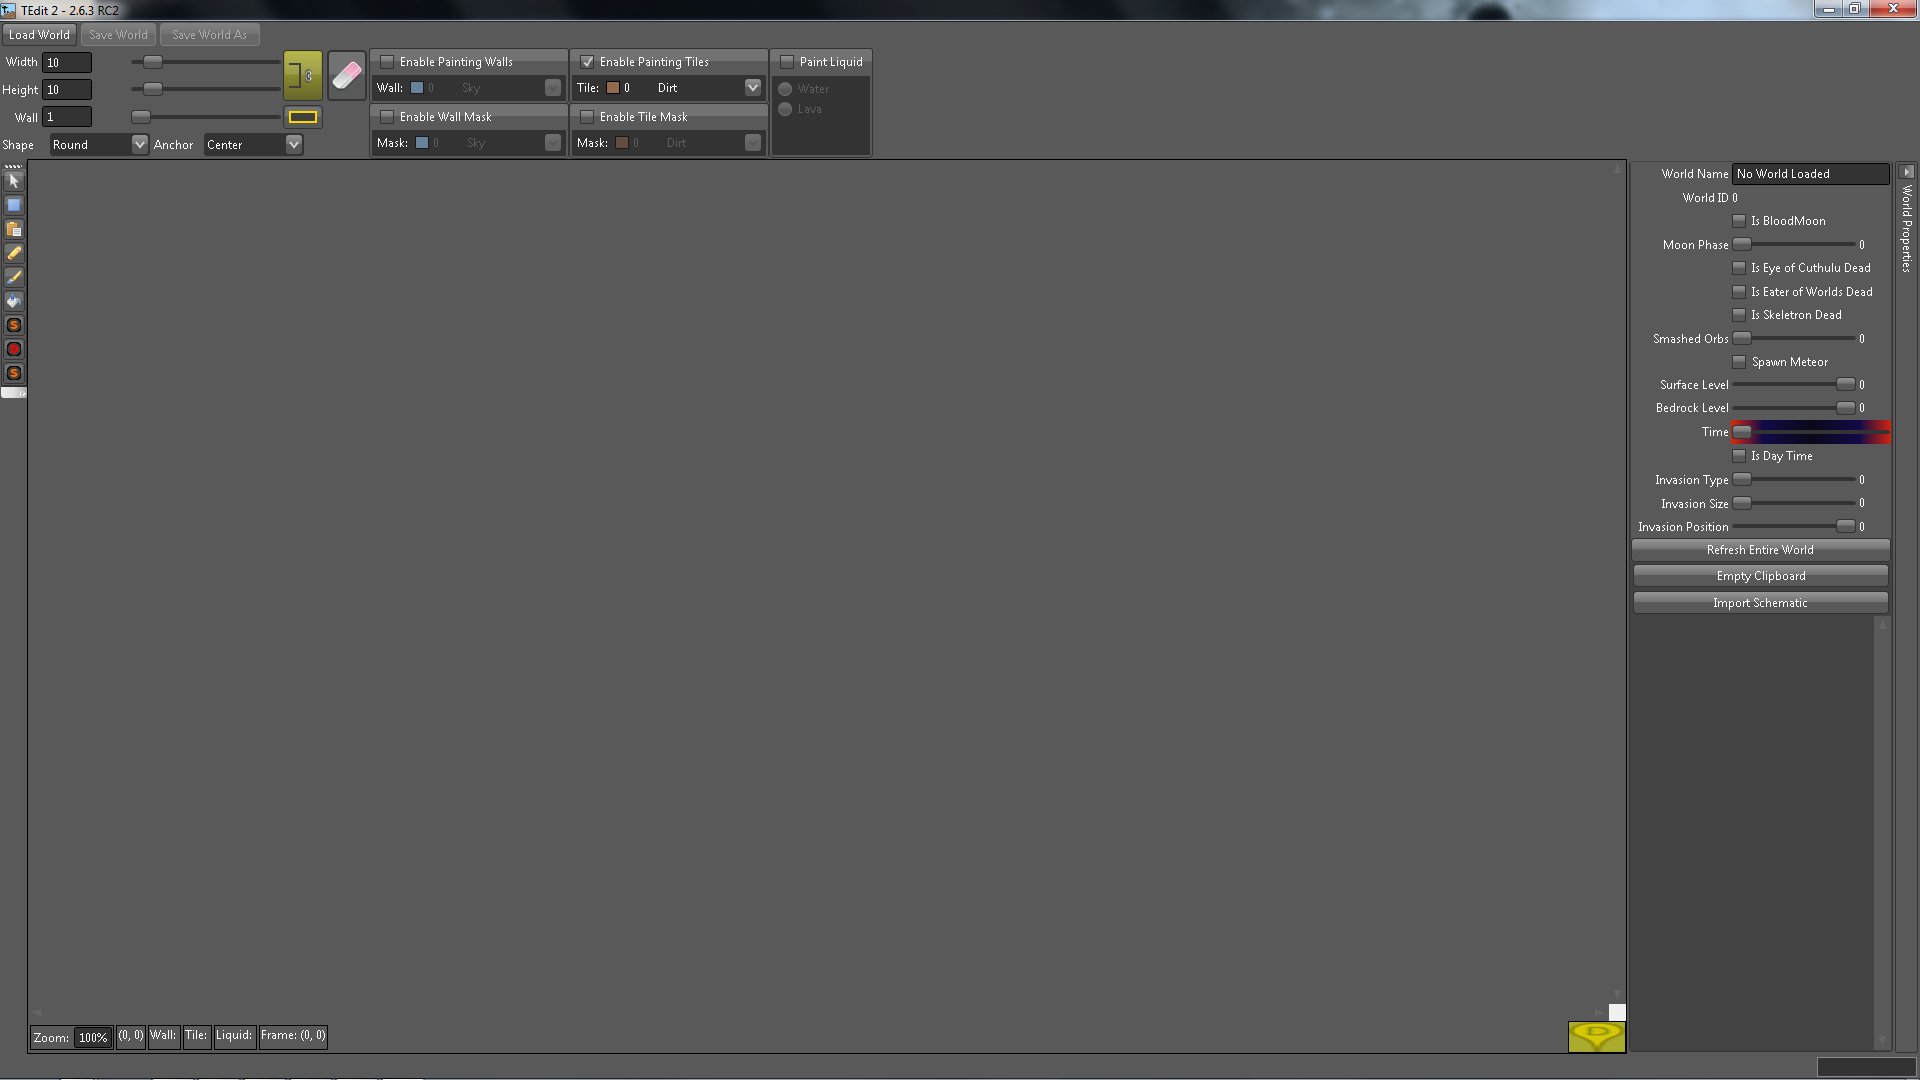 TEdit 2 - 2.6.3 RC2
Load World Save World Save World As
Width 10
Height 10
Wall 1
Shape Round Anchor Center
Enable Painting Walls
Wall: 0 Sky
Enable Wall Mask
Mask: 0 Sky
Enable Painting Tiles
Tile: 0 Dirt
Enable Tile Mask
Mask: 0 Dirt
Paint Liquid
Water
Lava
World Name No World Loaded
World ID 0
Is BloodMoon
Moon Phase 0
Is Eye of Cuthulu Dead
Is Eater of Worlds Dead
Is Skeletron Dead
Smashed Orbs 0
Spawn Meteor
Surface Level 0
Bedrock Level 0
Time
Is Day Time
Invasion Type 0
Invasion Size 0
Invasion Position 0
Refresh Entire World
Empty Clipboard
Import Schematic
World Properties
Zoom: 100% (0, 0) Wall: Tile: Liquid: Frame: (0, 0)